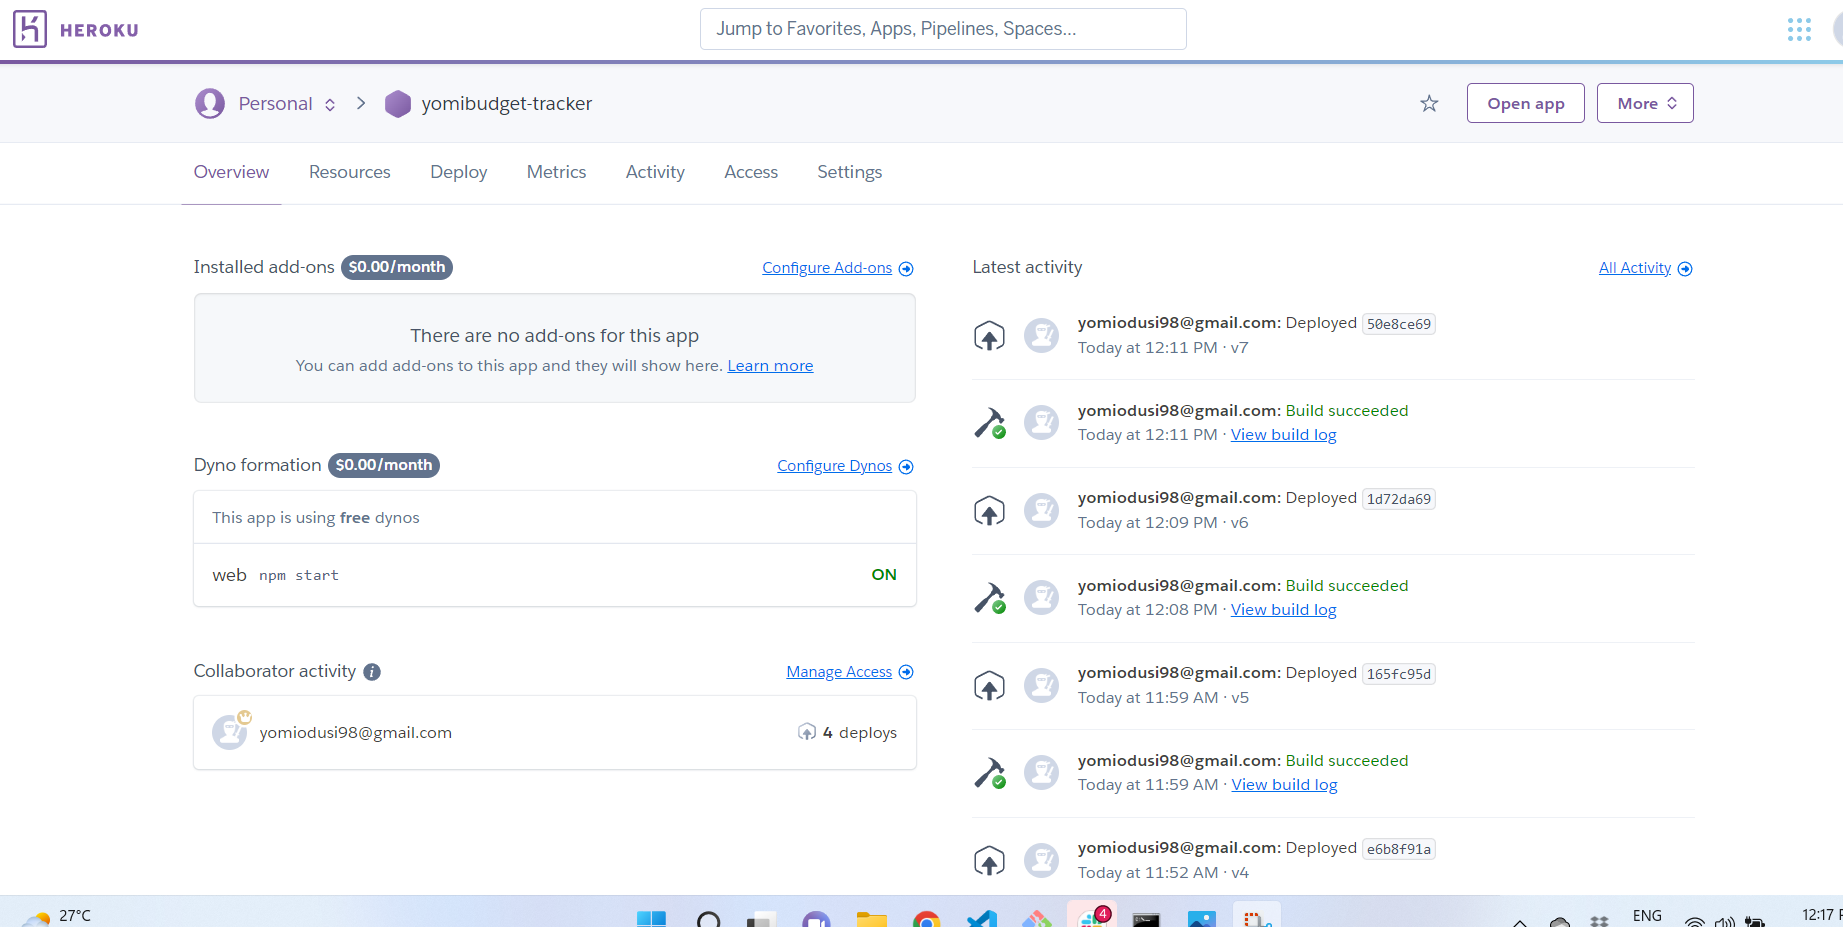 HEROKU
Jump to Favorites, Apps, Pipelines, Spaces...
Personal
yomibudget-tracker
Open app
More
Overview
Resources
Deploy
Metrics
Activity
Access
Settings
Installed add-ons $0.00/month
Configure Add-ons
There are no add-ons for this app
You can add add-ons to this app and they will show here. Learn more
Dyno formation $0.00/month
Configure Dynos
This app is using free dynos
web npm start
ON
Collaborator activity
Manage Access
yomiodusi98@gmail.com
4 deploys
Latest activity
All Activity
yomiodusi98@gmail.com: Deployed 50e8ce69
Today at 12:11 PM · v7
yomiodusi98@gmail.com: Build succeeded
Today at 12:11 PM · View build log
yomiodusi98@gmail.com: Deployed 1d72da69
Today at 12:09 PM · v6
yomiodusi98@gmail.com: Build succeeded
Today at 12:08 PM · View build log
yomiodusi98@gmail.com: Deployed 165fc95d
Today at 11:59 AM · v5
yomiodusi98@gmail.com: Build succeeded
Today at 11:59 AM · View build log
yomiodusi98@gmail.com: Deployed e6b8f91a
Today at 11:52 AM · v4
27°C
4
ENG
12:17